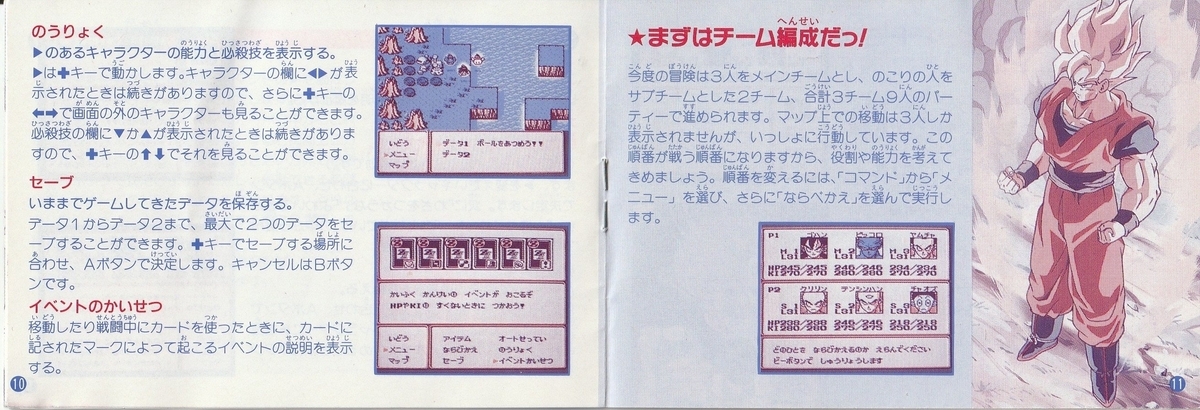 のうりょく
▶のあるキャラクターの能力と必殺技を表示する。
▶は✚キーで動かします。キャラクターの欄に◀▶が表
示されたときは続きがありますので、さらに✚キーの
⬅➡で画面の外のキャラクターも見ることができます。
必殺技の欄に▼か▲が表示されたときは続きがありま
すので、✚キーの⬆⬇でそれを見ることができます。
セーブ
いままでゲームしてきたデータを保存する。
データ1からデータ2まで、最大で2つのデータをセ
ーブすることができます。✚キーでセーブする場所に
合わせ、Aボタンで決定します。キャンセルはBボタ
ンです。
イベントのかいせつ
移動したり戦闘中にカードを使ったときに、カードに
記されたマークによって起こるイベントの説明を表示
する。
10
いどう
▷メニュー
マップ
データ1 ボールをあつめろ!!
データ2
かいふく かんけいの イベントが おこるぞ
HPやKIの すくないときに つかおう!
いどう
▷メニュー
マップ
アイテム オートせってい
ならびかえ のうりょく
セーブ ▷イベントかいせつ
★まずはチーム編成だっ!
今度の冒険は3人をメインチームとし、のこりの人を
サブチームとした2チーム、合計3チーム9人のパー
ティーで進められます。マップ上での移動は3人しか
表示されませんが、いっしょに行動しています。この
順番が戦う順番になりますから、役割や能力を考えて
きめましょう。順番を変えるには、「コマンド」から「メ
ニュー」を選び、さらに「ならべかえ」を選んで実行し
ます。
P1 ゴハン ピッコロ ヤムチャ
P2 クリリン テンシンハン チャオズ
どのひとを ならびかえるのか えらんでください
ビーボタンで しゅうりょうします
11